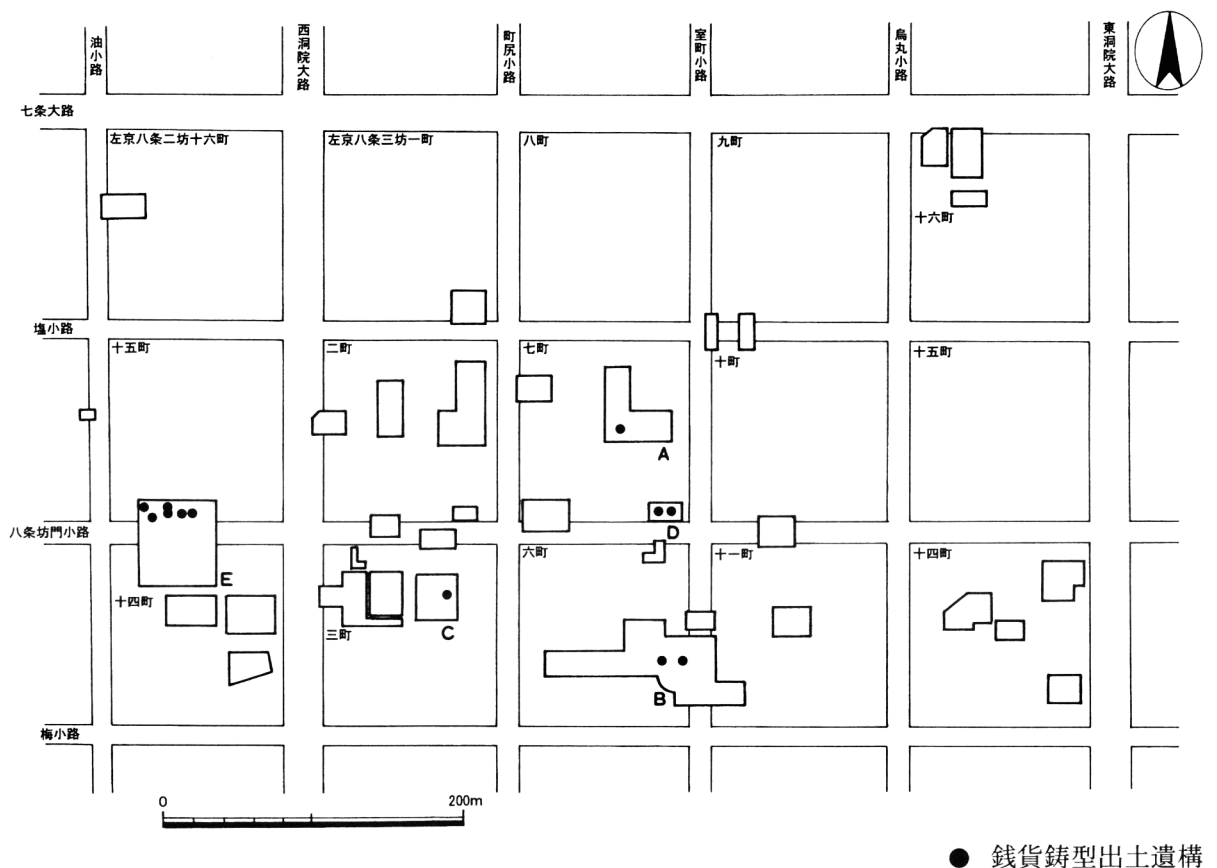 油小路
西洞院大路
町尻小路
室町小路
烏丸小路
東洞院大路
七条大路
左京八条二坊十六町
左京八条三坊一町
八町
九町
十六町
塩小路
十五町
二町
七町
十町
十五町
A
八条坊門小路
D
六町
十一町
十四町
E
十四町
三町
C
B
梅小路
0
200m
● 銭貨鋳型出土遺構